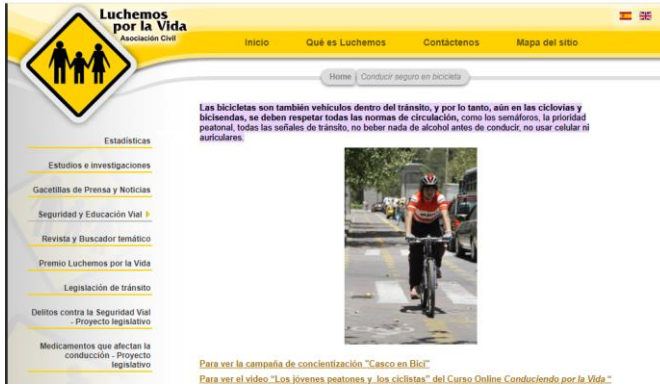 Luchemos
por la Vida
Asociación Civil
Inicio Qué es Luchemos Contáctenos Mapa del sitio
Home Conducir seguro en bicicleta
Las bicicletas son también vehículos dentro del tránsito, y por lo tanto, aún en las ciclovías y
bicisendas, se deben respetar todas las normas de circulación, como los semáforos, la prioridad
peatonal, todas las señales de tránsito, no beber nada de alcohol antes de conducir, no usar celular ni
auriculares.
Estadísticas
Estudios e investigaciones
Gacetillas de Prensa y Noticias
Seguridad y Educación Vial
Revista y Buscador temático
Premio Luchemos por la Vida
Legislación de tránsito
Delitos contra la Seguridad Vial
- Proyecto legislativo
Medicamentos que afectan la
conducción - Proyecto
legislativo
Para ver la campaña de concientización "Casco en Bici"
Para ver el video "Los jóvenes peatones y los ciclistas" del Curso Online Conduciendo por la Vida "